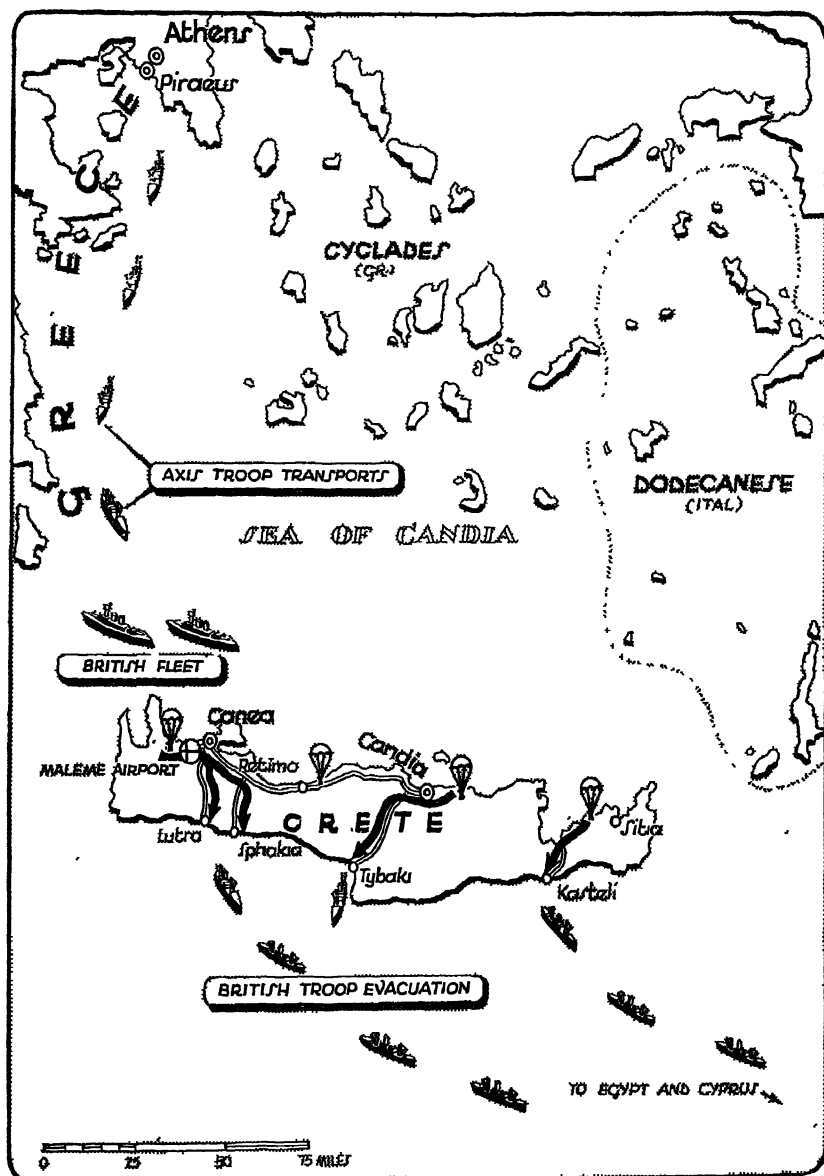 Athens
Piraeus
GREECE
CYCLADES
(GR.)
AXIS TROOP TRANSPORTS
DODECANESE
(ITAL)
SEA OF CANDIA
BRITISH FLEET
Canea
MALEME AIRPORT
Retimo
Candia
CRETE
Lutro
Sphakia
Sitia
Tybaki
Kasteli
BRITISH TROOP EVACUATION
TO EGYPT AND CYPRUS
0 25 50 75 MILES